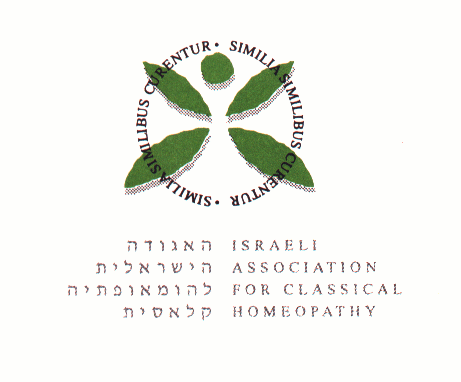 SIMILIA SIMILIBUS CURENTUR • SIMILIA SIMILIBUS CURENTUR •
האגודה
הישראלית
להומאופתיה
קלאסית
ISRAELI
ASSOCIATION
FOR CLASSICAL
HOMEOPATHY